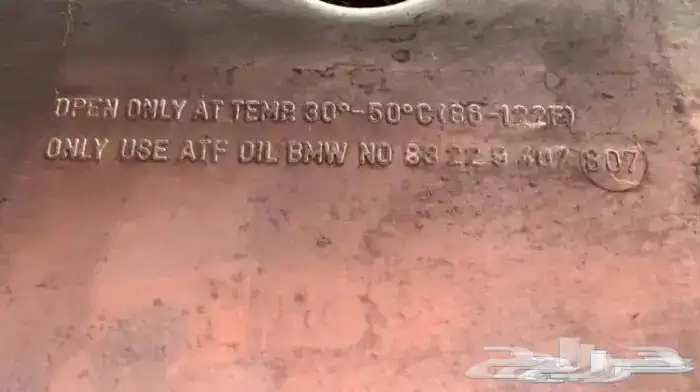 OPEN ONLY AT TEMP. 30°-50°C(86-122F)
ONLY USE ATF OIL BMW NO 83 22 9 407 807
حراج